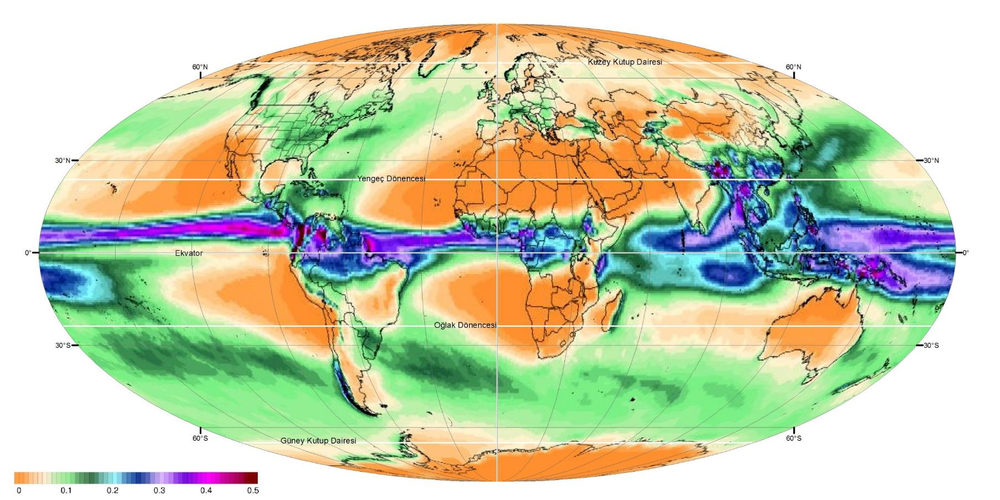 Kuzey Kutup Dairesi
60°N
60°N
30°N
30°N
Yengeç Dönencesi
0°
Ekvator
0°
Oğlak Dönencesi
30°S
30°S
60°S
Güney Kutup Dairesi
60°S
0 0.1 0.2 0.3 0.4 0.5